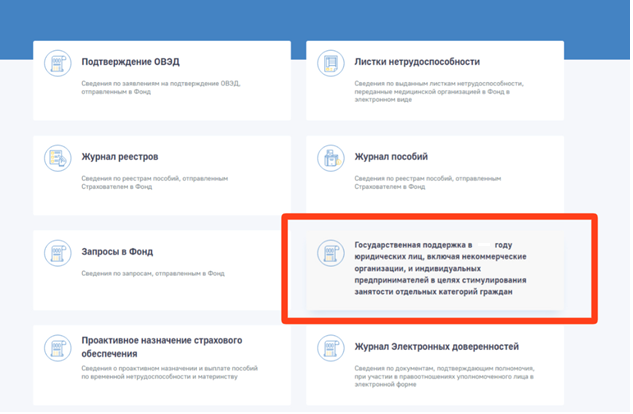 Подтверждение ОВЭД
Сведения по заявлениям на подтверждение ОВЭД,
отправленным в Фонд
Листки нетрудоспособности
Сведения по выданным листкам нетрудоспособности,
переданные медицинской организацией в Фонд в
электронном виде
Журнал реестров
Сведения по реестрам пособий, отправленным
Страхователем в Фонд
Журнал пособий
Сведения по реестрам пособий, отправленным
Страхователем в Фонд
Запросы в Фонд
Сведения по запросам, отправленным в Фонд
Государственная поддержка в году
юридических лиц, включая некоммерческие
организации, и индивидуальных
предпринимателей в целях стимулирования
занятости отдельных категорий граждан
Проактивное назначение страхового
обеспечения
Сведения о проактивном назначении и выплате пособий
по временной нетрудоспособности и материнству
Журнал Электронных доверенностей
Сведения по документам, подтверждающим полномочия,
при участии в правоотношениях уполномоченного лица в
электронной форме